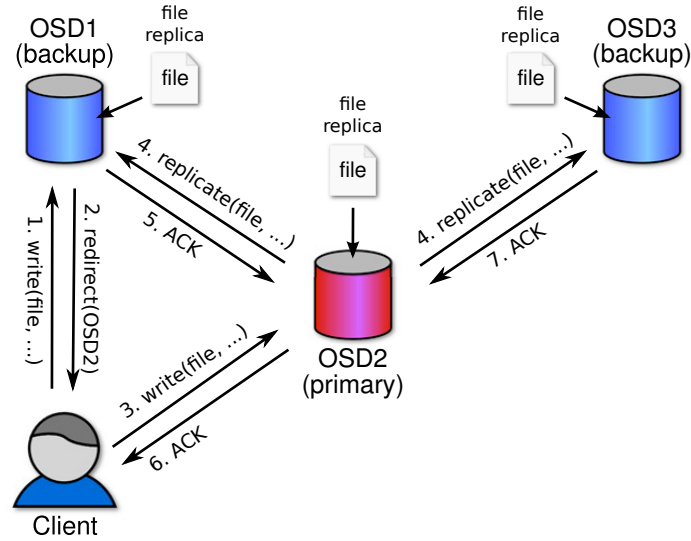 OSD1
(backup)
file
replica
file
file
replica
file
file
replica
file
OSD3
(backup)
4. replicate(file, ...)
5. ACK
4. replicate(file, ...)
7. ACK
1. write(file, ...)
2. redirect(OSD2)
OSD2
(primary)
3. write(file, ...)
6. ACK
Client